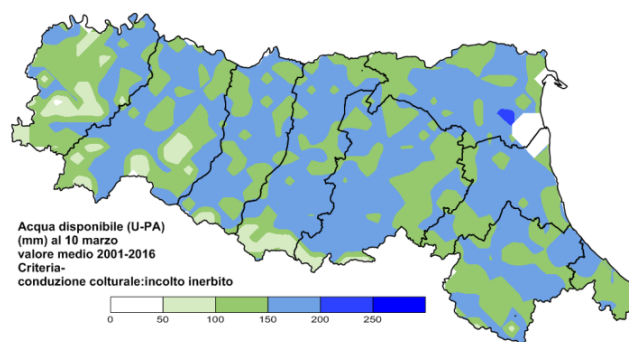 Acqua disponibile (U-PA)
(mm) al 10 marzo
valore medio 2001-2016
Criteria-
conduzione colturale:incolto inerbito
0 50 100 150 200 250